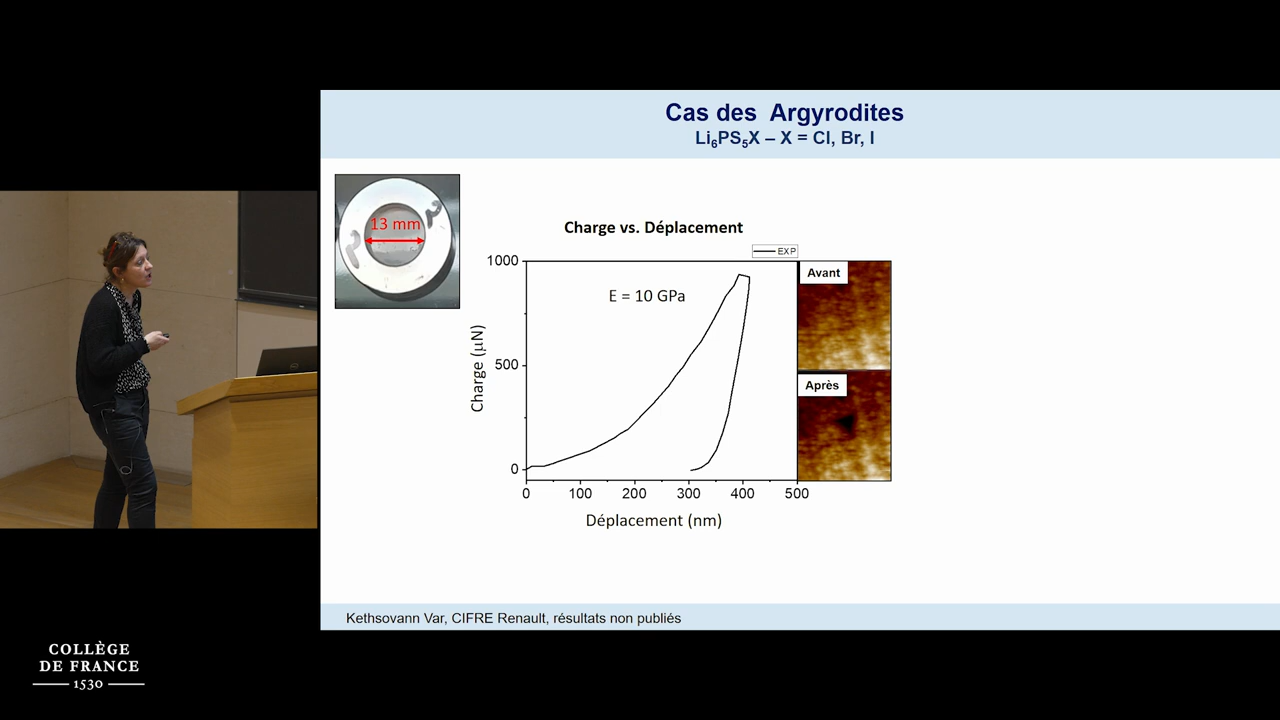 Cas des Argyrodites
Li₆PS₅X – X = Cl, Br, I
13 mm
Charge vs. Déplacement
EXP
E = 10 GPa
Charge (µN)
1000
500
0
0 100 200 300 400 500
Déplacement (nm)
Avant
Après
Kethsovann Var, CIFRE Renault, résultats non publiés
COLLÈGE
DE FRANCE
1530